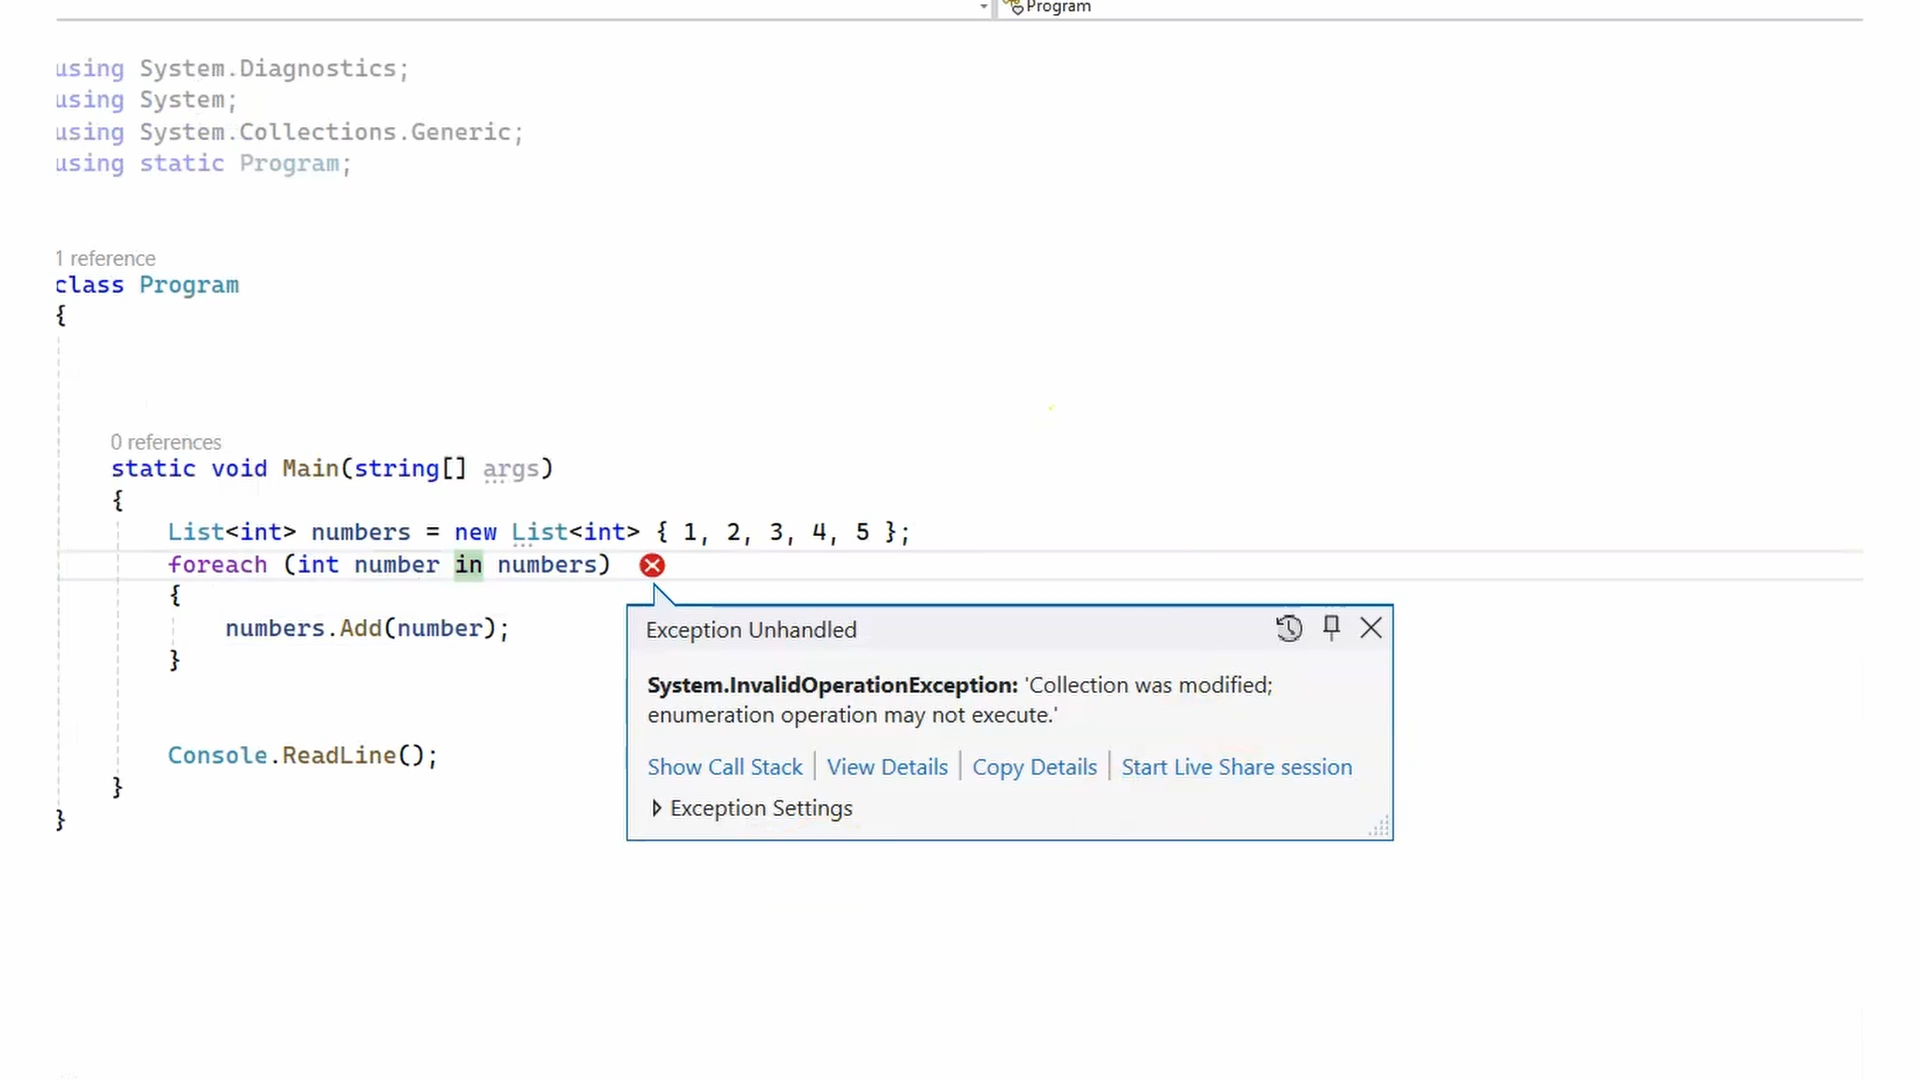 Program
using System.Diagnostics;
using System;
using System.Collections.Generic;
using static Program;
1 reference
class Program
{
0 references
static void Main(string[] args)
{
List<int> numbers = new List<int> { 1, 2, 3, 4, 5 };
foreach (int number in numbers)
{
numbers.Add(number);
}
Exception Unhandled
System.InvalidOperationException: 'Collection was modified;
enumeration operation may not execute.'
Show Call Stack | View Details | Copy Details | Start Live Share session
Exception Settings
Console.ReadLine();
}
}